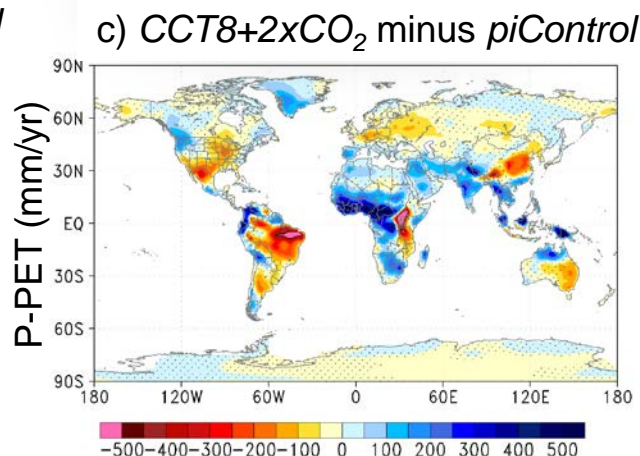 l
c) CCT8+2xCO₂ minus piControl
P-PET (mm/yr)
90N
60N
30N
EQ
30S
60S
90S
180 120W 60W 0 60E 120E 180
-500-400-300-200-100 0 100 200 300 400 500